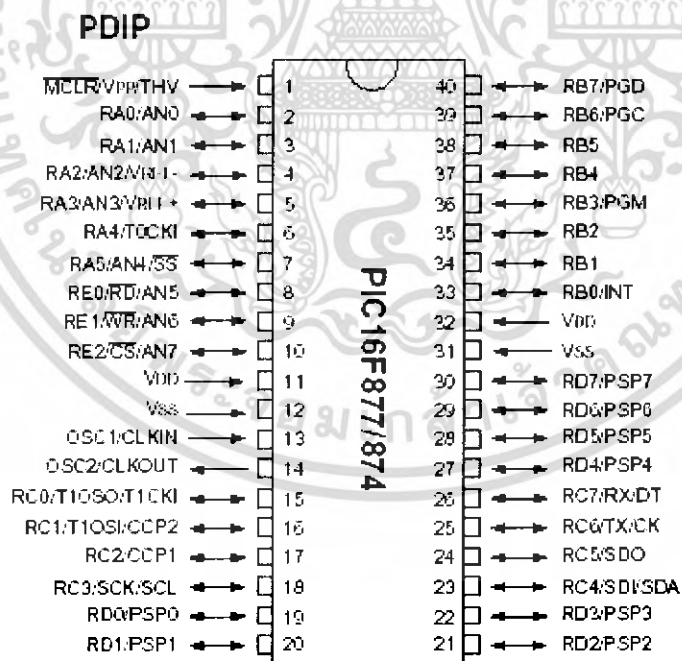 PDIP
MCLR/VPP/THV 1 40 RB7/PGD
RA0/AN0 2 39 RB6/PGC
RA1/AN1 3 38 RB5
RA2/AN2/VREF- 4 37 RB4
RA3/AN3/VREF+ 5 36 RB3/PGM
RA4/T0CKI 6 35 RB2
RA5/AN4/SS 7 34 RB1
RE0/RD/AN5 8 33 RB0/INT
RE1/WR/AN6 9 32 VDD
RE2/CS/AN7 10 31 VSS
VDD 11 30 RD7/PSP7
VSS 12 29 RD6/PSP6
OSC1/CLKIN 13 28 RD5/PSP5
OSC2/CLKOUT 14 27 RD4/PSP4
RC0/T1OSO/T1CKI 15 26 RC7/RX/DT
RC1/T1OSI/CCP2 16 25 RC6/TX/CK
RC2/CCP1 17 24 RC5/SDO
RC3/SCK/SCL 18 23 RC4/SDI/SDA
RD0/PSP0 19 22 RD3/PSP3
RD1/PSP1 20 21 RD2/PSP2
PIC16F877/874